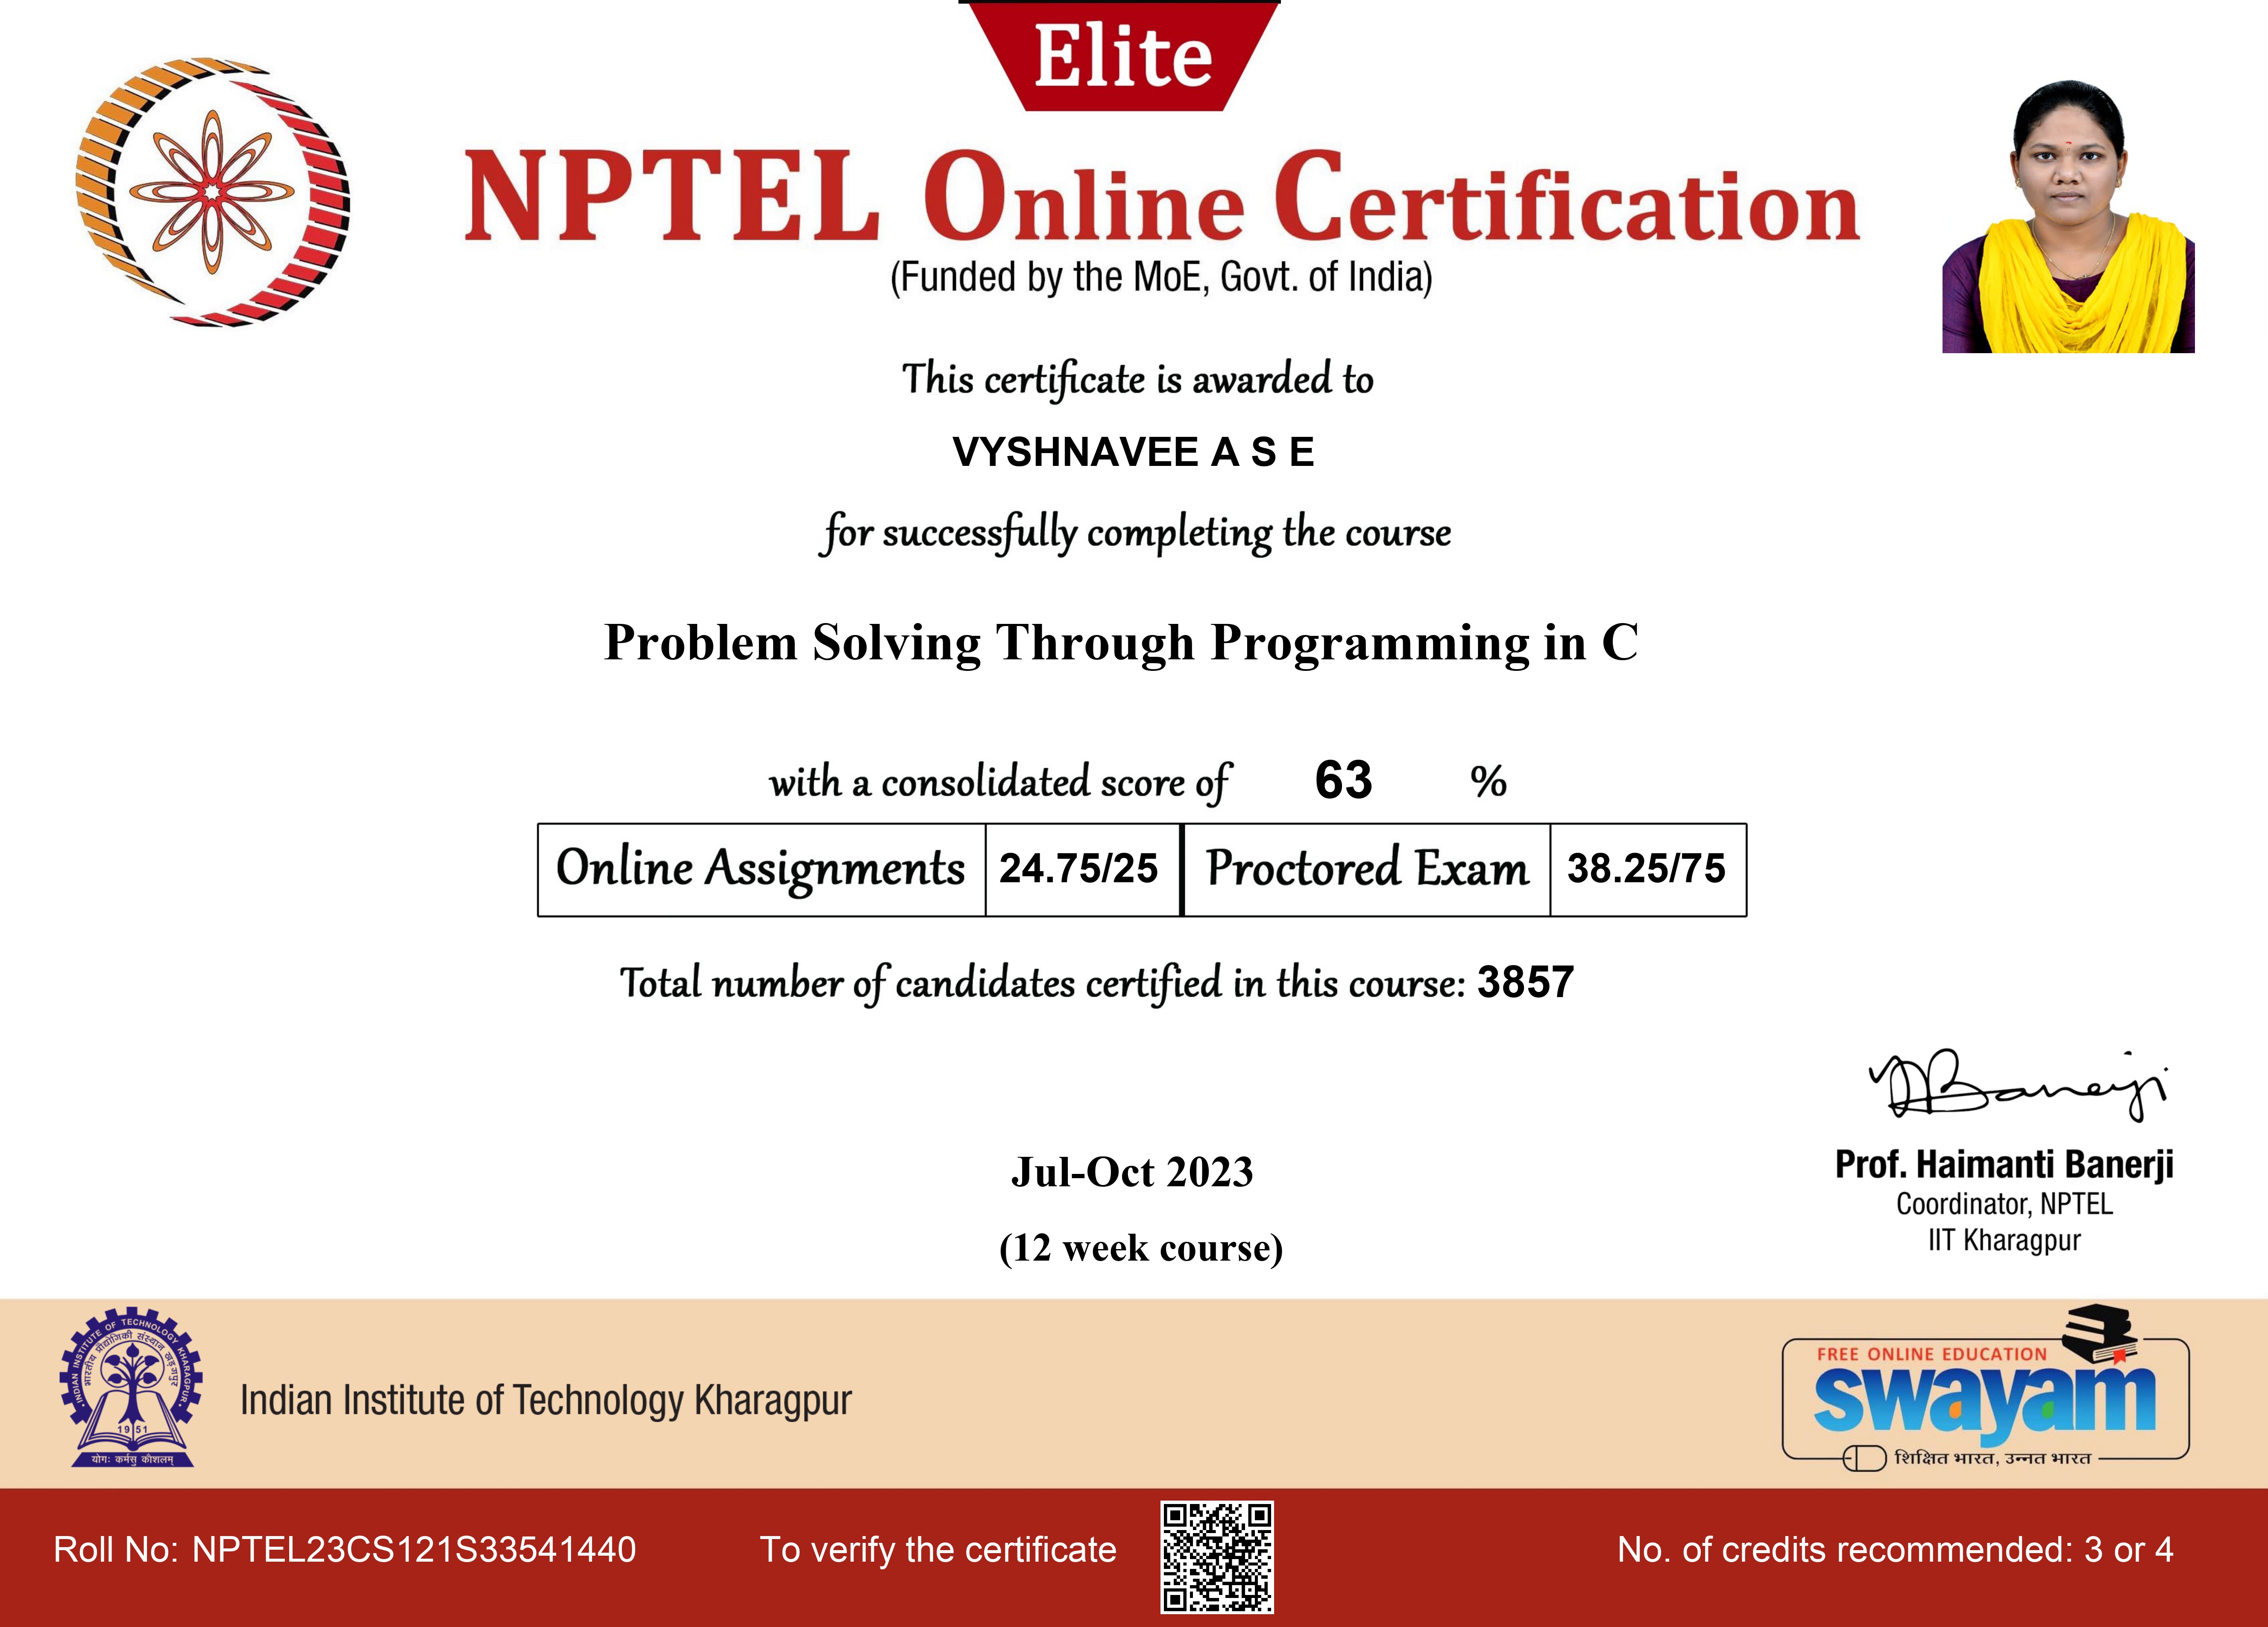 Elite
NPTEL Online Certification
(Funded by the MoE, Govt. of India)
This certificate is awarded to
VYSHNAVEE A S E
for successfully completing the course
Problem Solving Through Programming in C
with a consolidated score of 63 %
Online Assignments 24.75/25 Proctored Exam 38.25/75
Total number of candidates certified in this course: 3857
Jul-Oct 2023
(12 week course)
Prof. Haimanti Banerji
Coordinator, NPTEL
IIT Kharagpur
INDIAN INSTITUTE OF TECHNOLOGY KHARAGPUR
भारतीय प्रौद्योगिकी संस्थान खड़गपुर
19 51
योगः कर्मसु कौशलम्
Indian Institute of Technology Kharagpur
FREE ONLINE EDUCATION
swayam
शिक्षित भारत, उन्नत भारत
Roll No: NPTEL23CS121S33541440
To verify the certificate
No. of credits recommended: 3 or 4